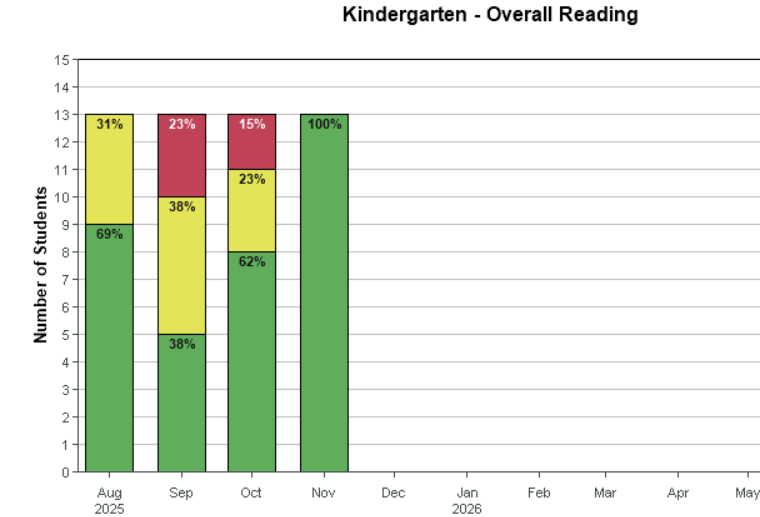 Kindergarten - Overall Reading
Number of Students
15
14
13
12
11
10
9
8
7
6
5
4
3
2
1
0
31%
69%
23%
38%
38%
15%
23%
62%
100%
Aug
2025
Sep
Oct
Nov
Dec
Jan
2026
Feb
Mar
Apr
May